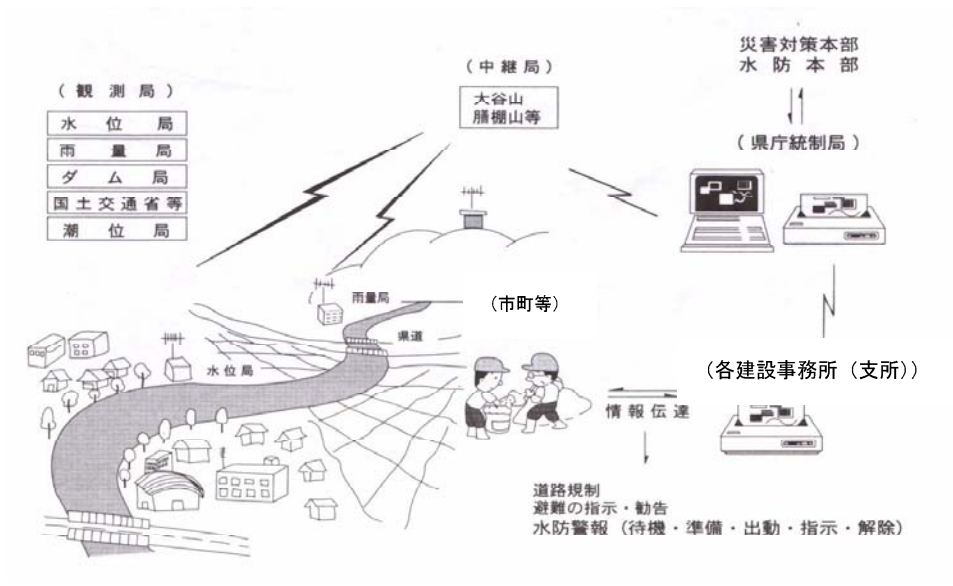 （観測局）
水位局
雨量局
ダム局
国土交通省等
潮位局
（中継局）
大谷山
膳棚山等
災害対策本部
水防本部
（県庁統制局）
雨量局
（市町等）
県道
水位局
（各建設事務所（支所））
情報伝達
道路規制
避難の指示・勧告
水防警報（待機・準備・出動・指示・解除）